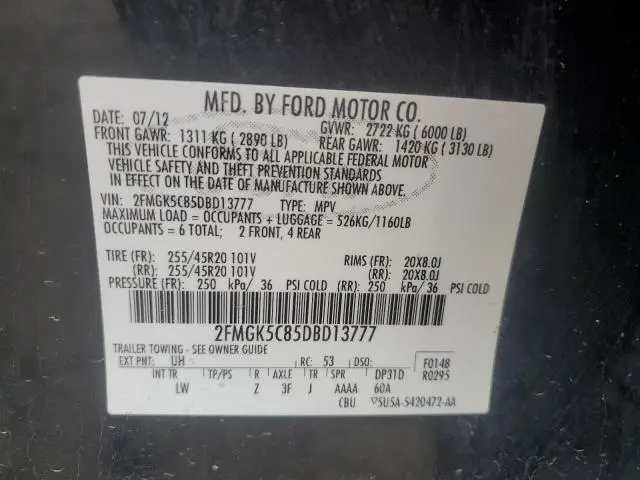 MFD. BY FORD MOTOR CO.
DATE: 07/12 GVWR: 2722 KG ( 6000 LB)
FRONT GAWR: 1311 KG ( 2890 LB) REAR GAWR: 1420 KG ( 3130 LB)
THIS VEHICLE CONFORMS TO ALL APPLICABLE FEDERAL MOTOR
VEHICLE SAFETY AND THEFT PREVENTION STANDARDS
IN EFFECT ON THE DATE OF MANUFACTURE SHOWN ABOVE.
VIN: 2FMGK5C85DBD13777 TYPE: MPV
MAXIMUM LOAD = OCCUPANTS + LUGGAGE = 526KG/1160LB
OCCUPANTS = 6 TOTAL; 2 FRONT, 4 REAR
TIRE (FR): 255/45R20 101V RIMS (FR): 20X8.0J
(RR): 255/45R20 101V (RR): 20X8.0J
PRESSURE (FR): 250 kPa/ 36 PSI COLD (RR): 250 kPa/ 36 PSI COLD
2FMGK5C85DBD13777
TRAILER TOWING - SEE OWNER GUIDE
EXT PNT: UH RC: 53 DSO: F0148
INT TR TP/PS R AXLE TR SPR DP31D R0295
LW Z 3F J AAAA 60A
CBU 5USA-5420472-AA